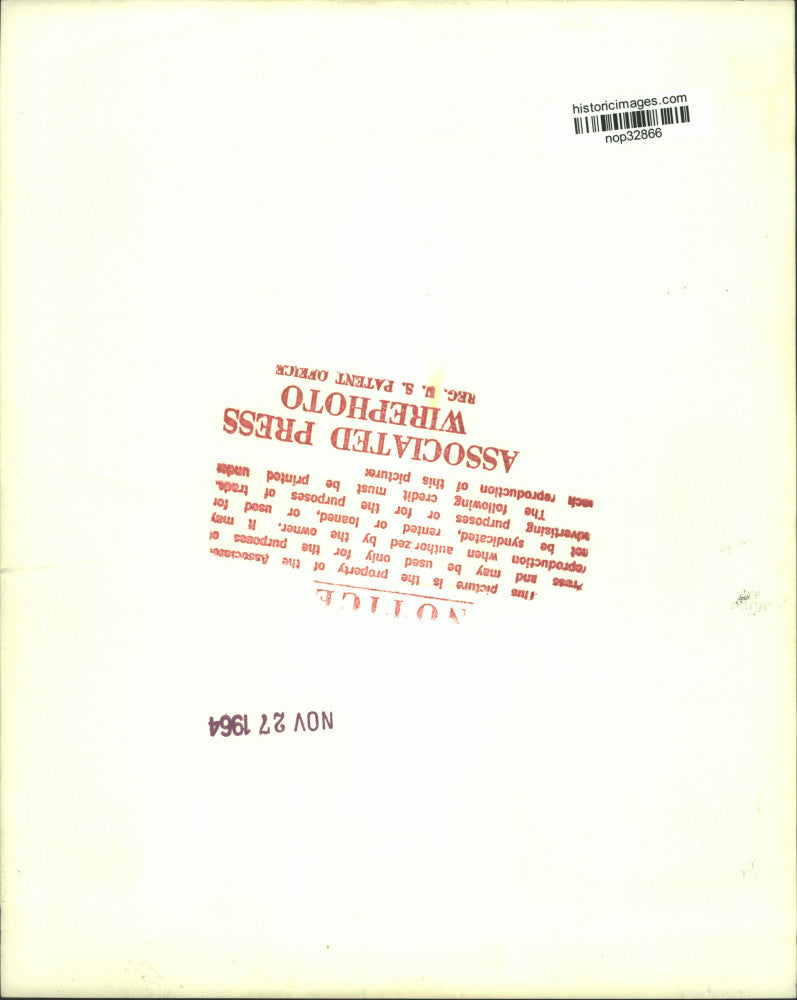 historicimages.com
nop32866
NOTICE
This picture is the property of the Associated
Press and may be used only for the purposes of
reproduction when authorized by the owner. It may
not be syndicated, rented or loaned, or used for
advertising purposes or for the purposes of trade.
The following credit must be printed under
each reproduction of this picture:
ASSOCIATED PRESS
WIREPHOTO
REG. U. S. PATENT OFFICE
NOV 27 1964